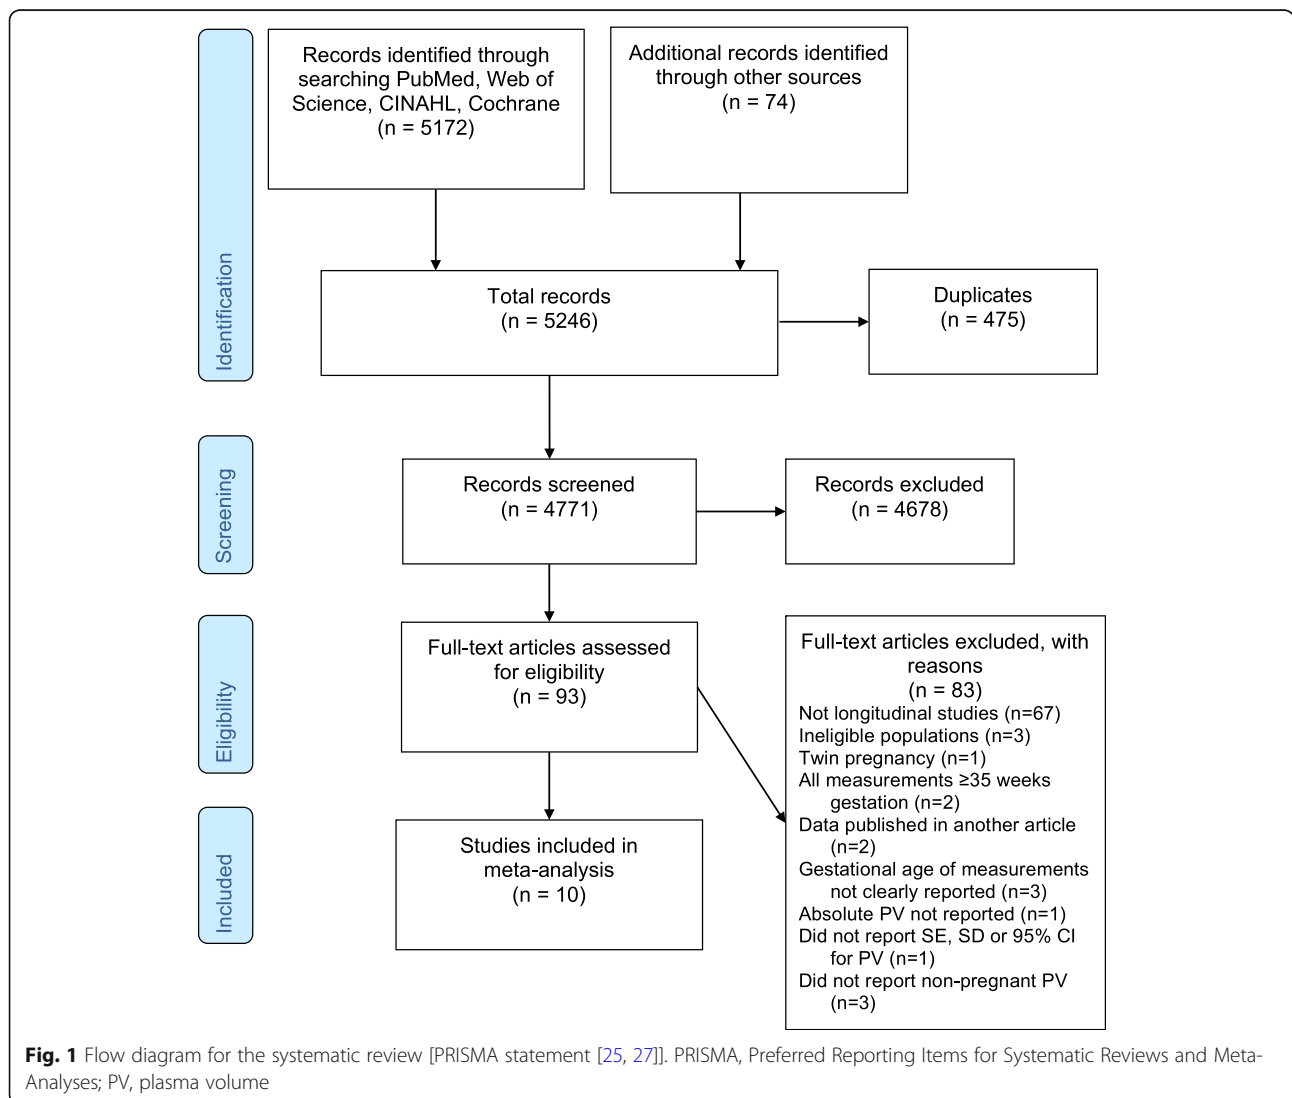 Records identified through
searching PubMed, Web of
Science, CINAHL, Cochrane
(n = 5172)
Additional records identified
through other sources
(n = 74)
Identification
Total records
(n = 5246)
Duplicates
(n = 475)
Screening
Records screened
(n = 4771)
Records excluded
(n = 4678)
Eligibility
Full-text articles assessed
for eligibility
(n = 93)
Full-text articles excluded, with
reasons
(n = 83)
Not longitudinal studies (n=67)
Ineligible populations (n=3)
Twin pregnancy (n=1)
All measurements ≥35 weeks
gestation (n=2)
Data published in another article
(n=2)
Gestational age of measurements
not clearly reported (n=3)
Absolute PV not reported (n=1)
Did not report SE, SD or 95% CI
for PV (n=1)
Did not report non-pregnant PV
(n=3)
Included
Studies included in
meta-analysis
(n = 10)
Fig. 1 Flow diagram for the systematic review [PRISMA statement [25, 27]]. PRISMA, Preferred Reporting Items for Systematic Reviews and Meta-
Analyses; PV, plasma volume